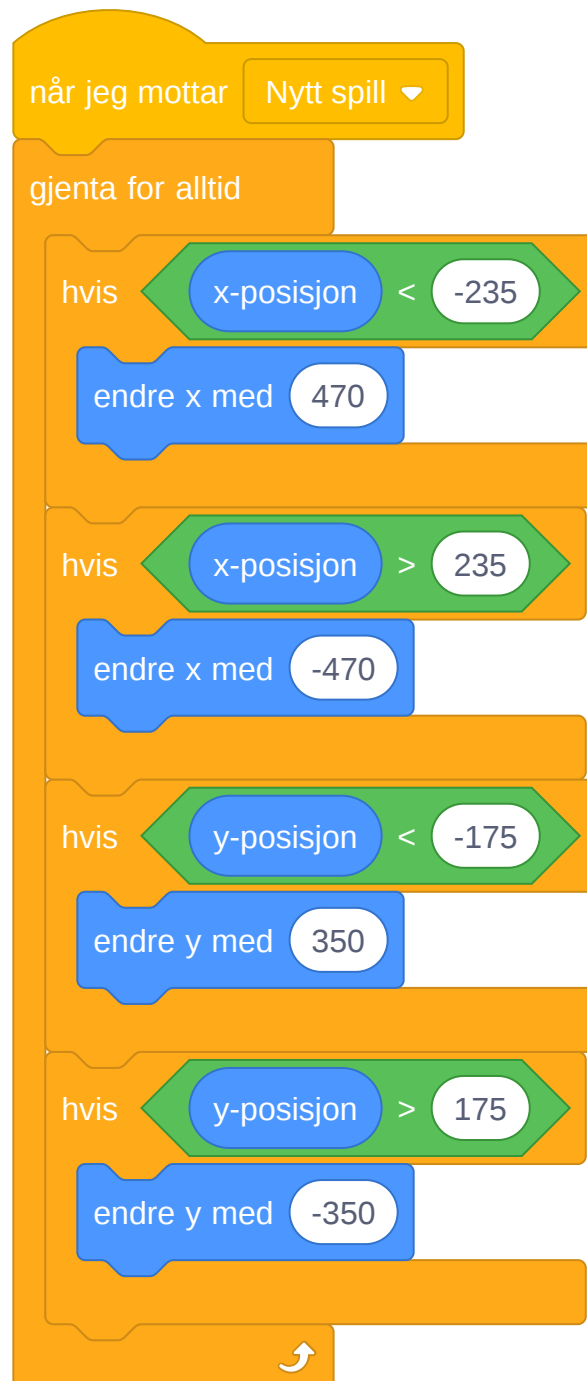 når jeg mottar Nytt spill
gjenta for alltid
hvis x-posisjon < -235
endre x med 470
hvis x-posisjon > 235
endre x med -470
hvis y-posisjon < -175
endre y med 350
hvis y-posisjon > 175
endre y med -350